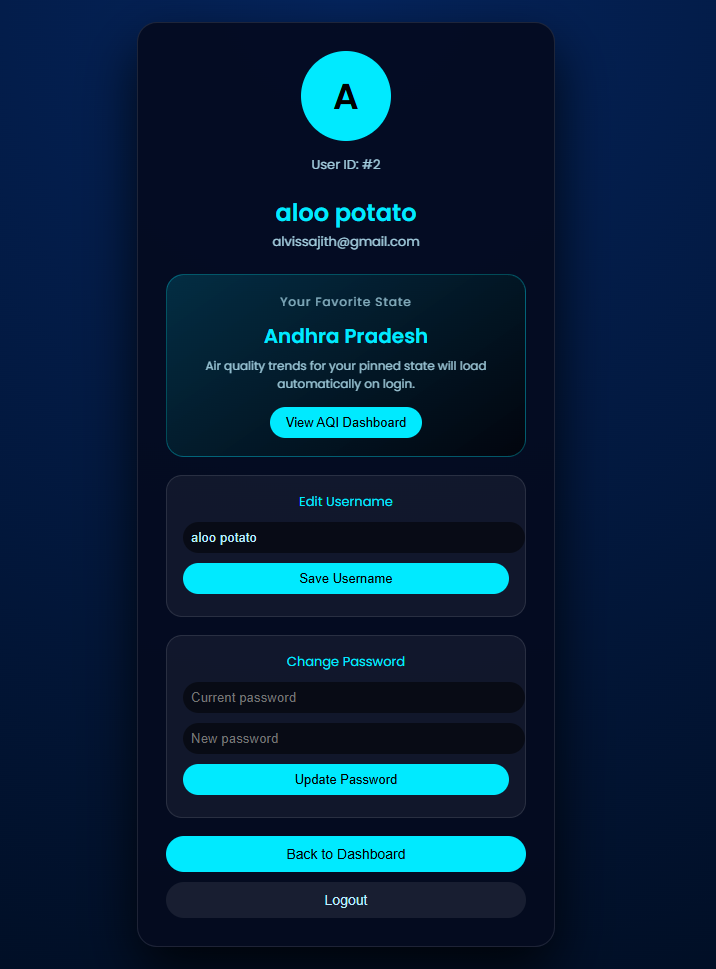 A
User ID: #2
aloo potato
alvissajith@gmail.com
Your Favorite State
Andhra Pradesh
Air quality trends for your pinned state will load
automatically on login.
View AQI Dashboard
Edit Username
aloo potato
Save Username
Change Password
Current password
New password
Update Password
Back to Dashboard
Logout